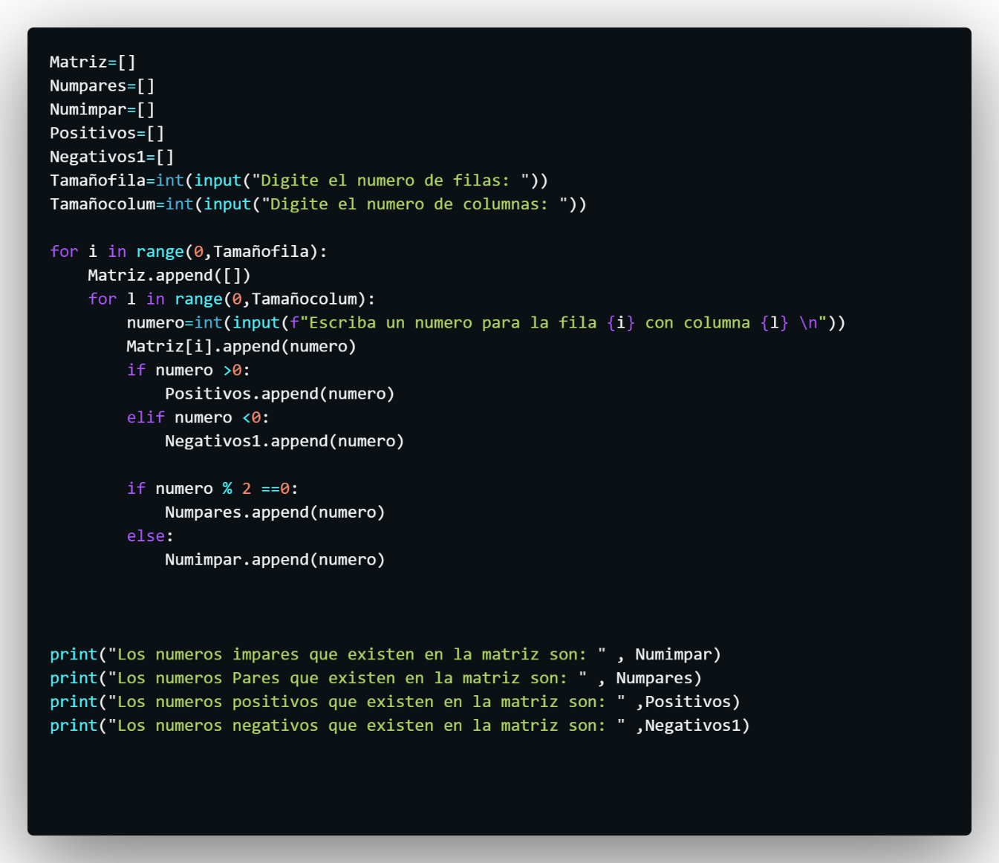 Matriz=[]
Numpares=[]
Numimpar=[]
Positivos=[]
Negativos1=[]
Tamañofila=int(input("Digite el numero de filas: "))
Tamañocolum=int(input("Digite el numero de columnas: "))

for i in range(0,Tamañofila):
    Matriz.append([])
    for l in range(0,Tamañocolum):
        numero=int(input(f"Escriba un numero para la fila {i} con columna {l} \n"))
        Matriz[i].append(numero)
        if numero >0:
            Positivos.append(numero)
        elif numero <0:
            Negativos1.append(numero)

        if numero % 2 ==0:
            Numpares.append(numero)
        else:
            Numimpar.append(numero)



print("Los numeros impares que existen en la matriz son: " , Numimpar)
print("Los numeros Pares que existen en la matriz son: " , Numpares)
print("Los numeros positivos que existen en la matriz son: " ,Positivos)
print("Los numeros negativos que existen en la matriz son: " ,Negativos1)